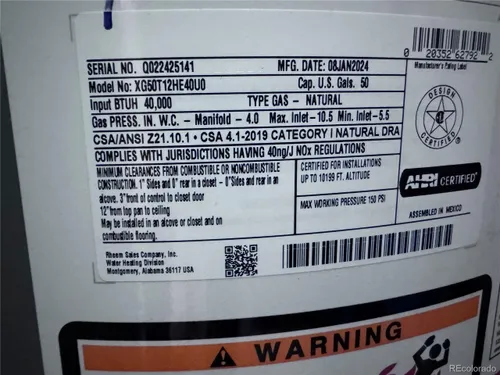 0 20352 62792 2
Manufacturer's Rating Label
SERIAL NO. Q022425141 MFG. DATE: 08JAN2024
Model No. XG50T12HE40U0 Cap. U.S. Gals. 50
Input BTUH 40,000 TYPE GAS - NATURAL
Gas PRESS. IN. W.C. - Manifold - 4.0 Max. Inlet-10.5 Min. Inlet-5.5
CSA/ANSI Z21.10.1 • CSA 4.1-2019 CATEGORY I NATURAL DRA
COMPLIES WITH JURISDICTIONS HAVING 40ng/J NOx REGULATIONS
MINIMUM CLEARANCES FROM COMBUSTIBLE OR NONCOMBUSTIBLE
CONSTRUCTION. 1" Sides and 0" rear in a closet - 0"Sides and rear in an
alcove. 3"front of control to closet door
12"from top pan to ceiling
May be installed in an alcove or closet and on
combustible flooring.
CERTIFIED FOR INSTALLATIONS
UP TO 10199 FT. ALTITUDE
MAX WORKING PRESSURE 150 PSI
DESIGN
CERTIFIED
AHRI CERTIFIED
ASSEMBLED IN MEXICO
Rheem Sales Company, Inc.
Water Heating Division
Montgomery, Alabama 36117 USA
WARNING
REcolorado